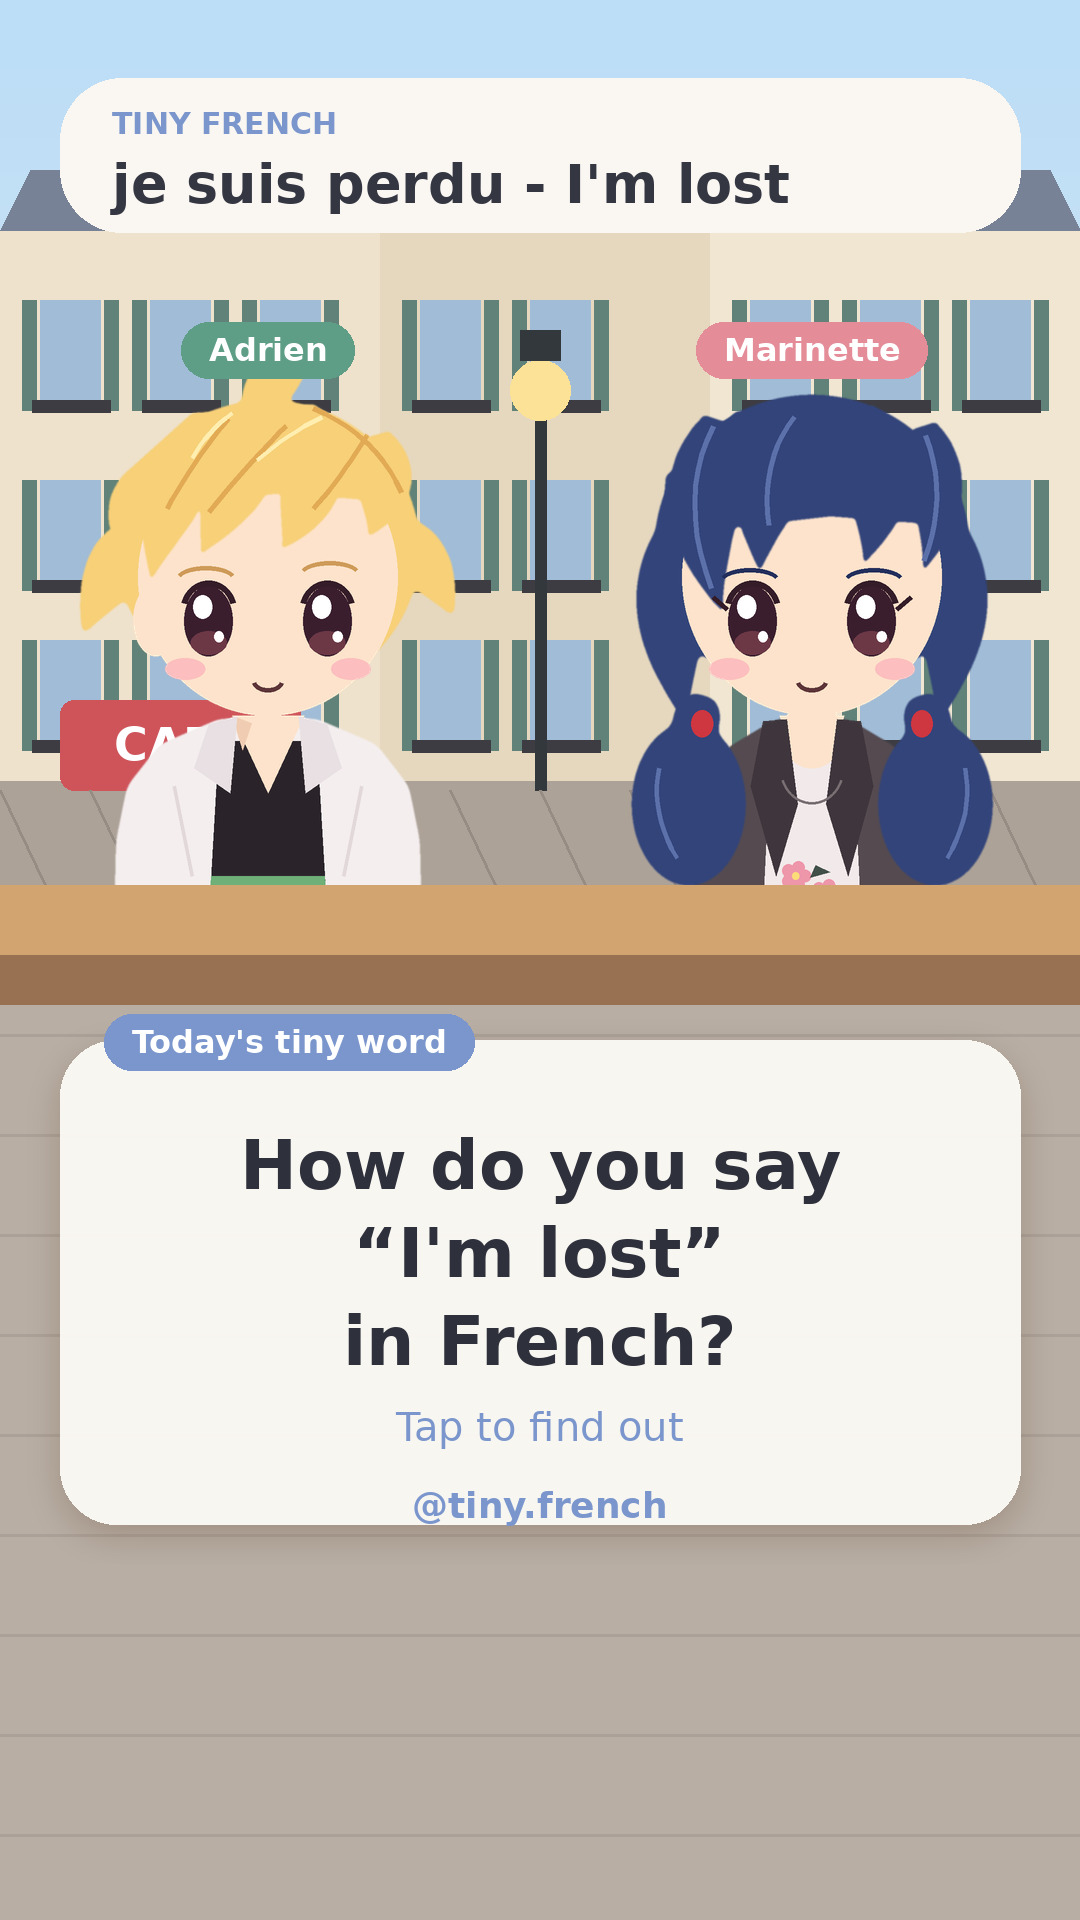 TINY FRENCH
je suis perdu - I'm lost
Adrien
Marinette
Today's tiny word
How do you say
“I'm lost”
in French?
Tap to find out
@tiny.french